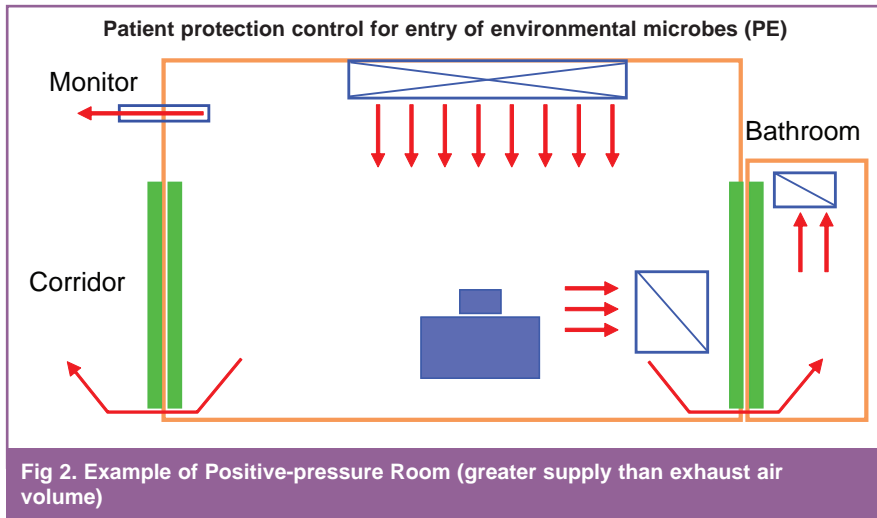 Patient protection control for entry of environmental microbes (PE)
Monitor
Bathroom
Corridor
Fig 2. Example of Positive-pressure Room (greater supply than exhaust air
volume)